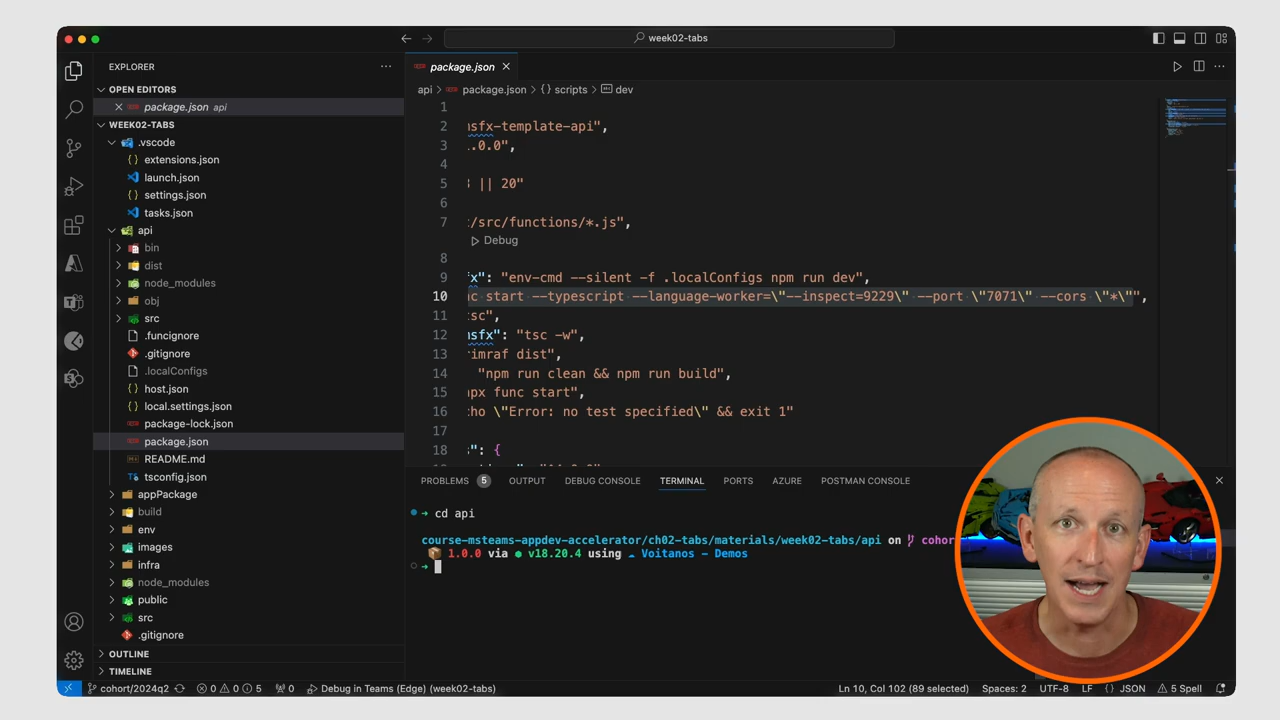 week02-tabs
EXPLORER
package.json
OPEN EDITORS
package.json api
WEEK02-TABS
.vscode
extensions.json
launch.json
settings.json
tasks.json
api
bin
dist
node_modules
obj
src
.funcignore
.gitignore
.localConfigs
host.json
local.settings.json
package-lock.json
package.json
README.md
tsconfig.json
appPackage
build
env
images
infra
node_modules
public
src
.gitignore
OUTLINE
TIMELINE
api > package.json > {} scripts > dev
1
2 nsfx-template-api",
3 .0.0",
4
5 || 20"
6
7 /src/functions/*.js",
Debug
8
9 fx": "env-cmd --silent -f .localConfigs npm run dev",
10 nc start --typescript --language-worker=\"--inspect=9229\" --port \"7071\" --cors \"*\"",
11 sc",
12 msfx": "tsc -w",
13 rimraf dist",
14 "npm run clean && npm run build",
15 npx func start",
16 cho \"Error: no test specified\" && exit 1"
17
18 ": {
PROBLEMS 5 OUTPUT DEBUG CONSOLE TERMINAL PORTS AZURE POSTMAN CONSOLE
→ cd api
course-msteams-appdev-accelerator/ch02-tabs/materials/week02-tabs/api on cohor
1.0.0 via ● v18.20.4 using Voitanos - Demos
→
cohort/2024q2 0 0 5 0 Debug in Teams (Edge) (week02-tabs) Ln 10, Col 102 (89 selected) Spaces: 2 UTF-8 LF {} JSON 5 Spell